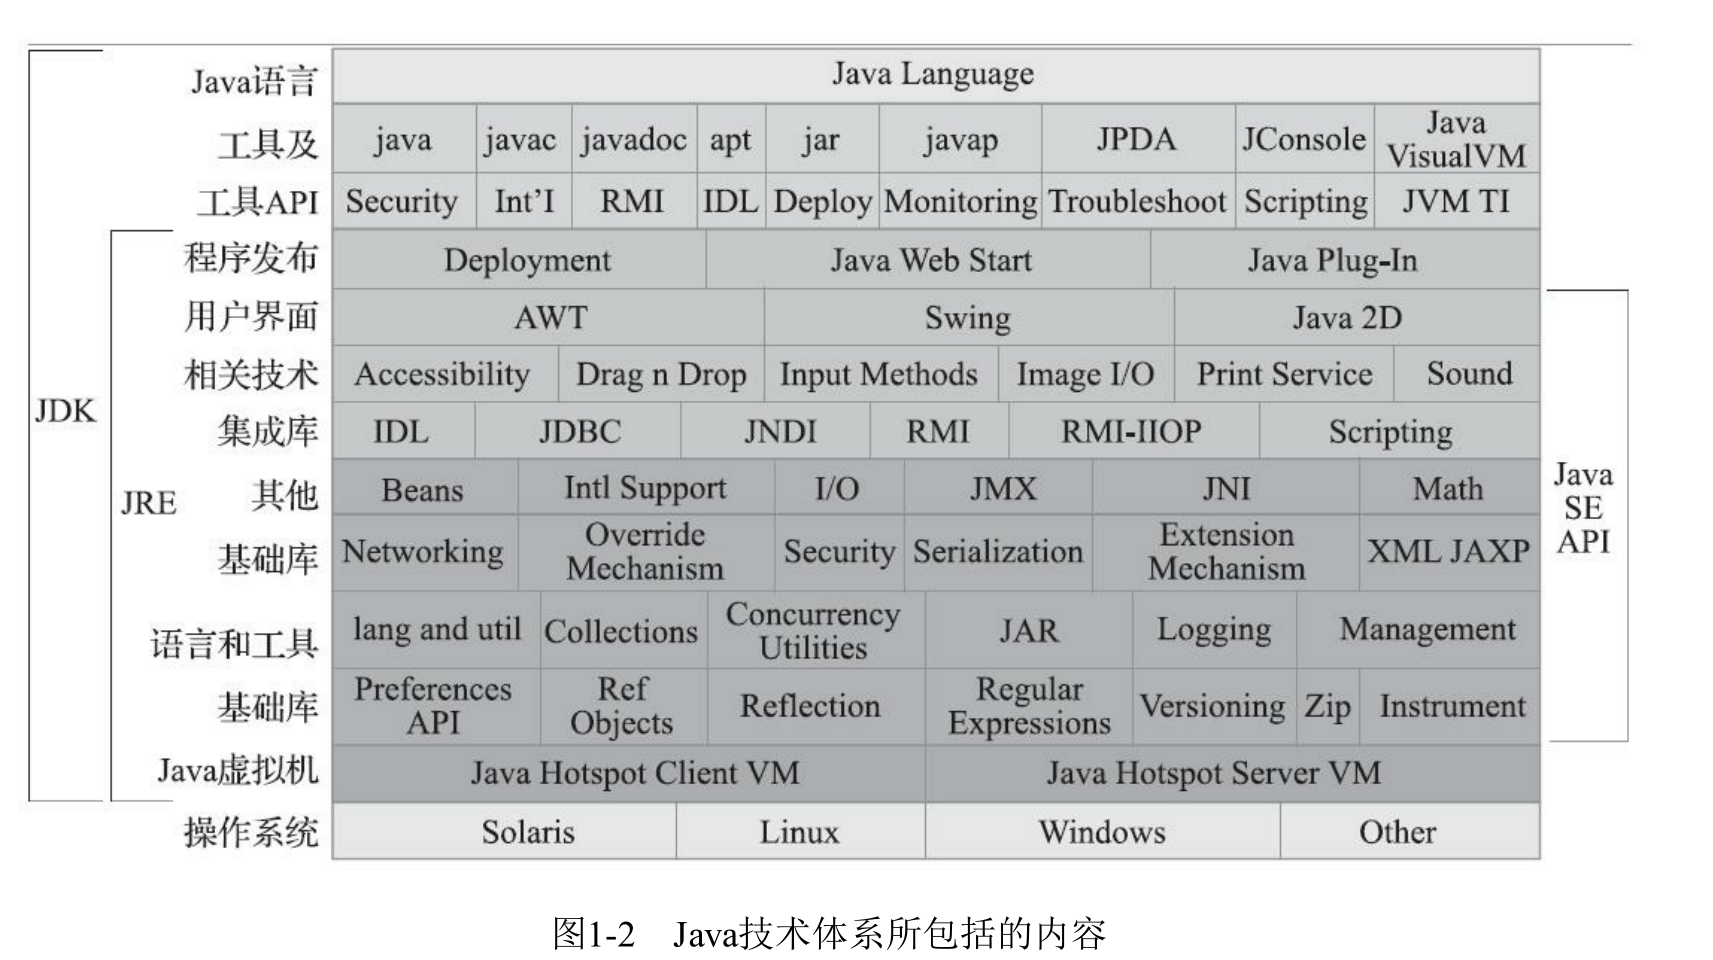 Java语言 Java Language
工具及 java javac javadoc apt jar javap JPDA JConsole Java VisualVM
工具API Security Int'I RMI IDL Deploy Monitoring Troubleshoot Scripting JVM TI
程序发布 Deployment Java Web Start Java Plug-In
用户界面 AWT Swing Java 2D
相关技术 Accessibility Drag n Drop Input Methods Image I/O Print Service Sound
JDK
集成库 IDL JDBC JNDI RMI RMI-IIOP Scripting
JRE
其他 Beans Intl Support I/O JMX JNI Math
Java SE API
基础库 Networking Override Mechanism Security Serialization Extension Mechanism XML JAXP
语言和工具 lang and util Collections Concurrency Utilities JAR Logging Management
基础库 Preferences API Ref Objects Reflection Regular Expressions Versioning Zip Instrument
Java虚拟机 Java Hotspot Client VM Java Hotspot Server VM
操作系统 Solaris Linux Windows Other
图1-2 Java技术体系所包括的内容